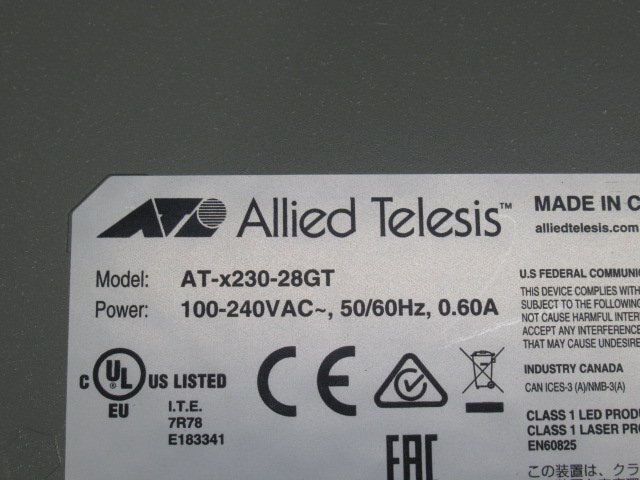 Allied Telesis™
MADE IN C
alliedtelesis.com
Model: AT-x230-28GT
Power: 100-240VAC~, 50/60Hz, 0.60A
U.S FEDERAL COMMUNIC
THIS DEVICE COMPLIES WITH
SUBJECT TO THE FOLLOWING
NOT CAUSE HARMFUL INTER
ACCEPT ANY INTERFERENCE
THAT MAY CAUSE UNDESIRE
INDUSTRY CANADA
CAN ICES-3 (A)/NMB-3(A)
CLASS 1 LED PRODU
CLASS 1 LASER PRO
EN60825
C UL US LISTED
EU
I.T.E.
7R78
E183341
CE
EAC
この装置は、クラ